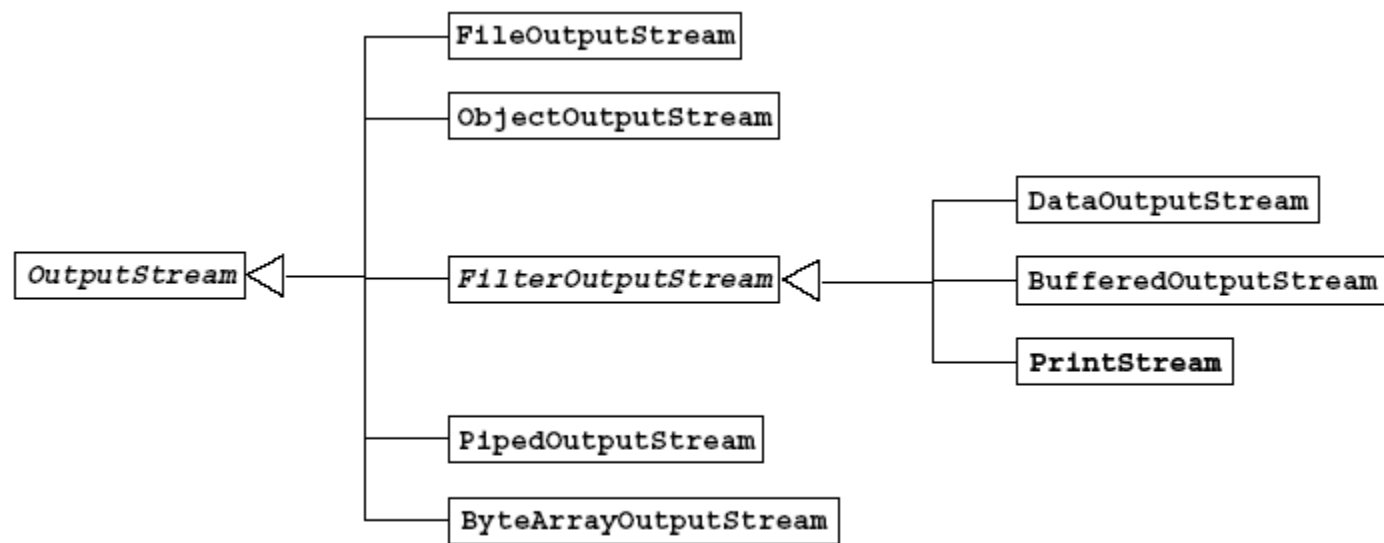 FileOutputStream
ObjectOutputStream
DataOutputStream
OutputStream
FilterOutputStream
BufferedOutputStream
PrintStream
PipedOutputStream
ByteArrayOutputStream